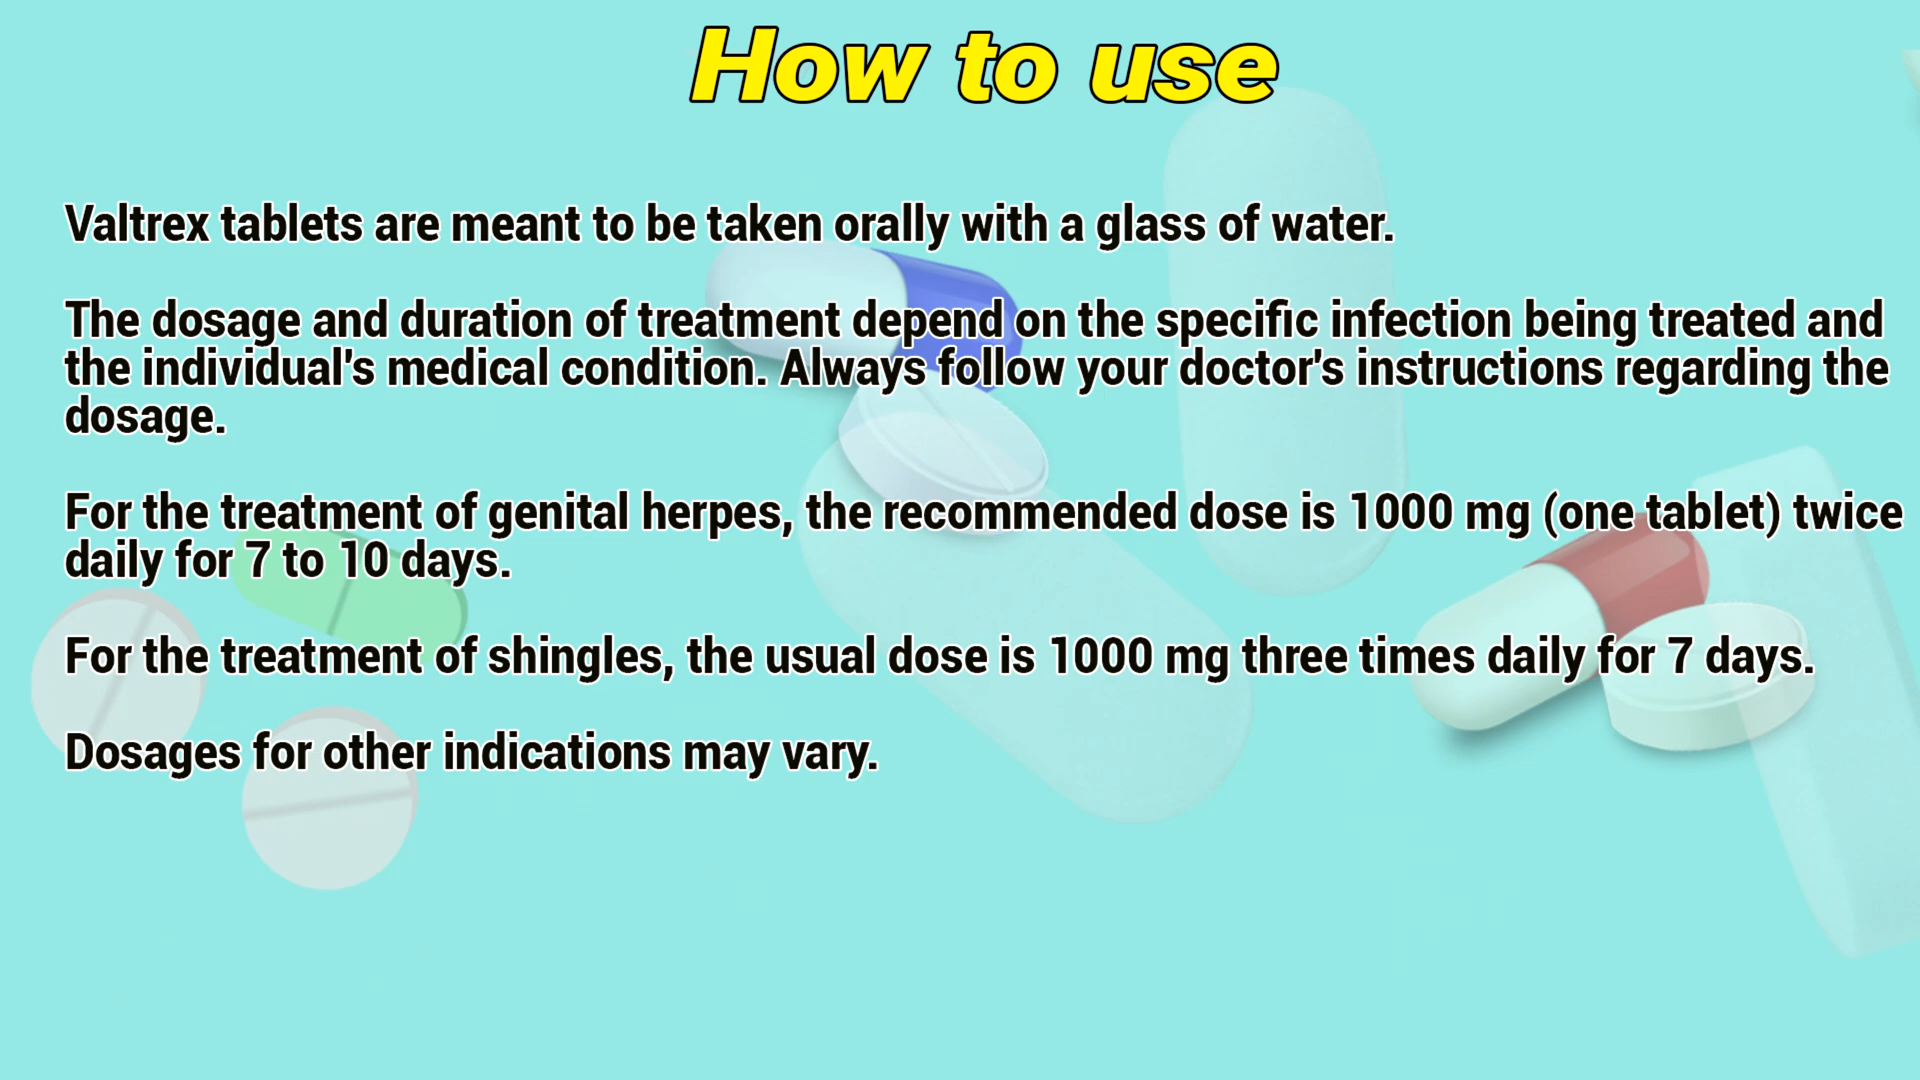 How to use
Valtrex tablets are meant to be taken orally with a glass of water.
The dosage and duration of treatment depend on the specific infection being treated and
the individual's medical condition. Always follow your doctor's instructions regarding the
dosage.
For the treatment of genital herpes, the recommended dose is 1000 mg (one tablet) twice
daily for 7 to 10 days.
For the treatment of shingles, the usual dose is 1000 mg three times daily for 7 days.
Dosages for other indications may vary.